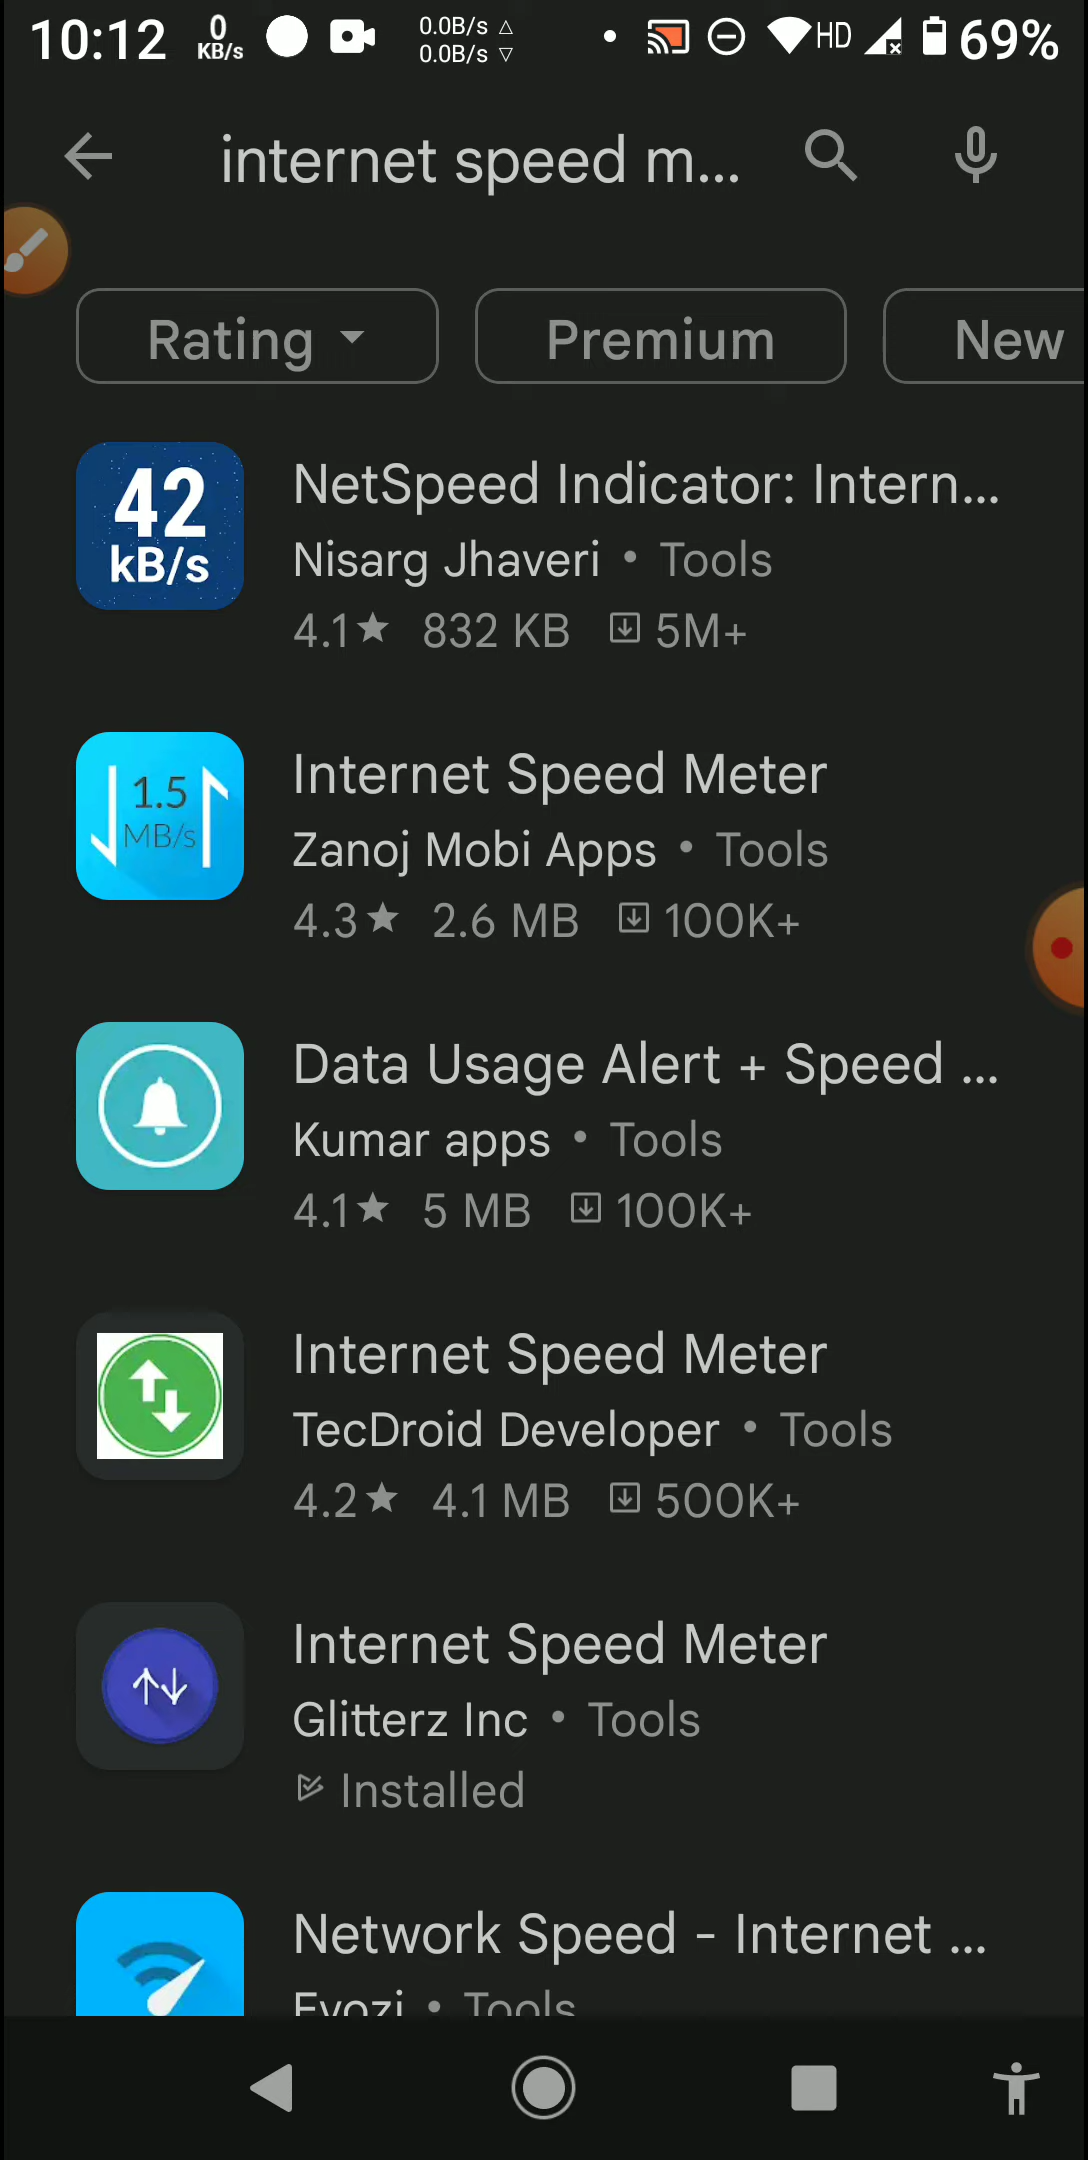 10:12 0 KB/s 0.0B/s △ 0.0B/s ▽ HD 69%
internet speed m...
Rating Premium New
42 kB/s
NetSpeed Indicator: Intern...
Nisarg Jhaveri • Tools
4.1★ 832 KB 5M+
1.5 MB/s
Internet Speed Meter
Zanoj Mobi Apps • Tools
4.3★ 2.6 MB 100K+
Data Usage Alert + Speed ...
Kumar apps • Tools
4.1★ 5 MB 100K+
Internet Speed Meter
TecDroid Developer • Tools
4.2★ 4.1 MB 500K+
Internet Speed Meter
Glitterz Inc • Tools
Installed
Network Speed - Internet ...
Evozi • Tools